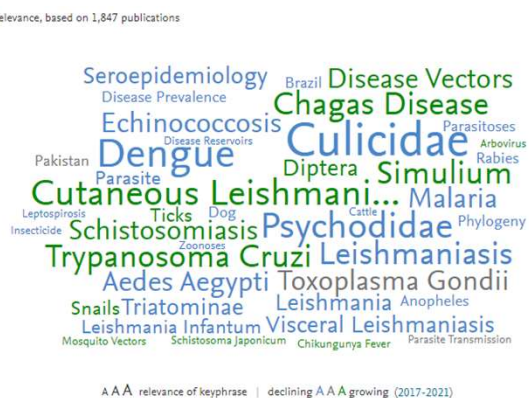 elevance, based on 1,847 publications
Seroepidemiology Brazil Disease Vectors
Disease Prevalence Chagas Disease
Echinococcosis Culicidae Parasitoses
Disease Reservoirs Arbovirus
Pakistan Dengue Diptera Simulium Rabies
Parasite
Cutaneous Leishmani... Malaria
Leptospirosis Ticks Dog Cattle
Insecticide Schistosomiasis Psychodidae Phylogeny
Zoonoses
Trypanosoma Cruzi Leishmaniasis
Aedes Aegypti Toxoplasma Gondii
Snails Triatominae Leishmania Anopheles
Leishmania Infantum Visceral Leishmaniasis
Mosquito Vectors Schistosoma Japonicum Chikungunya Fever Parasite Transmission
A A A relevance of keyphrase | declining A A A growing (2017-2021)